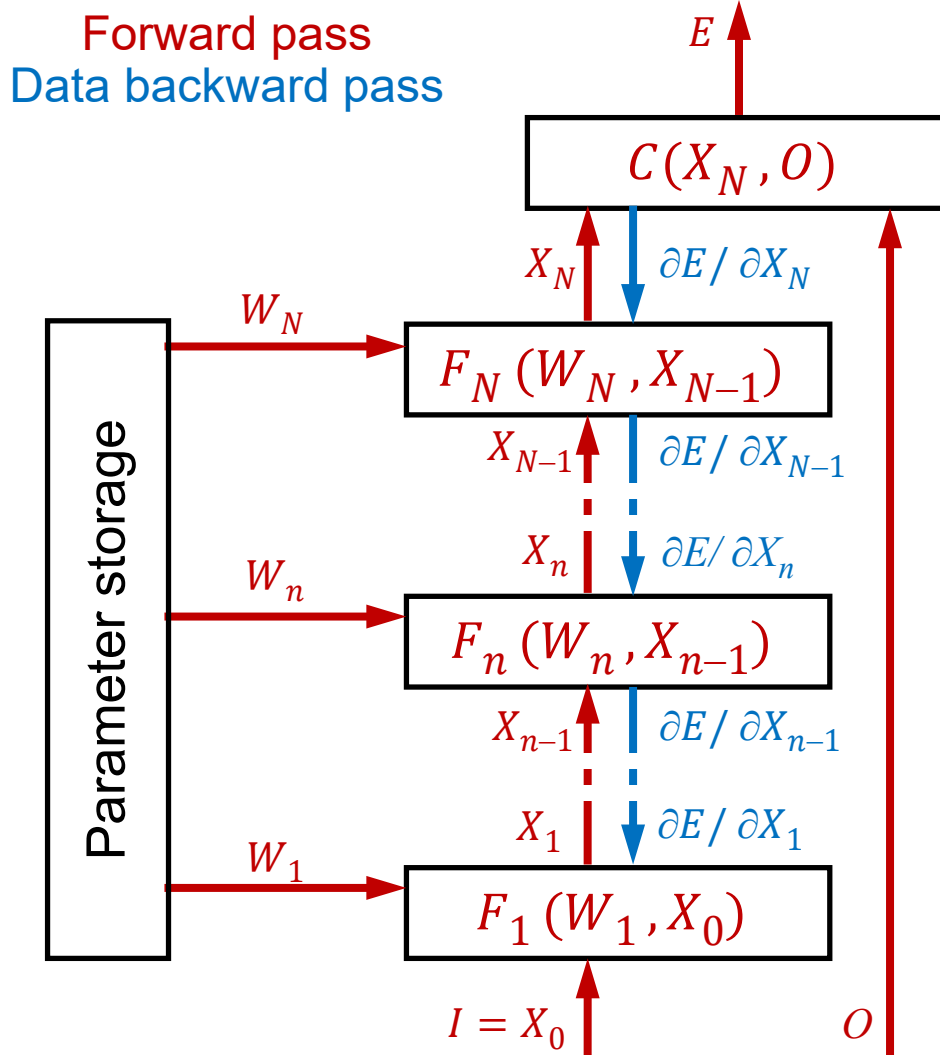 Forward pass
Data backward pass
E
C(X_N, O)
X_N
∂E/ ∂X_N
W_N
F_N(W_N, X_{N−1})
X_{N−1}
∂E/ ∂X_{N−1}
Parameter storage
X_n
∂E/ ∂X_n
W_n
F_n(W_n, X_{n−1})
X_{n−1}
∂E/ ∂X_{n−1}
X_1
∂E/ ∂X_1
W_1
F_1(W_1, X_0)
I = X_0
O